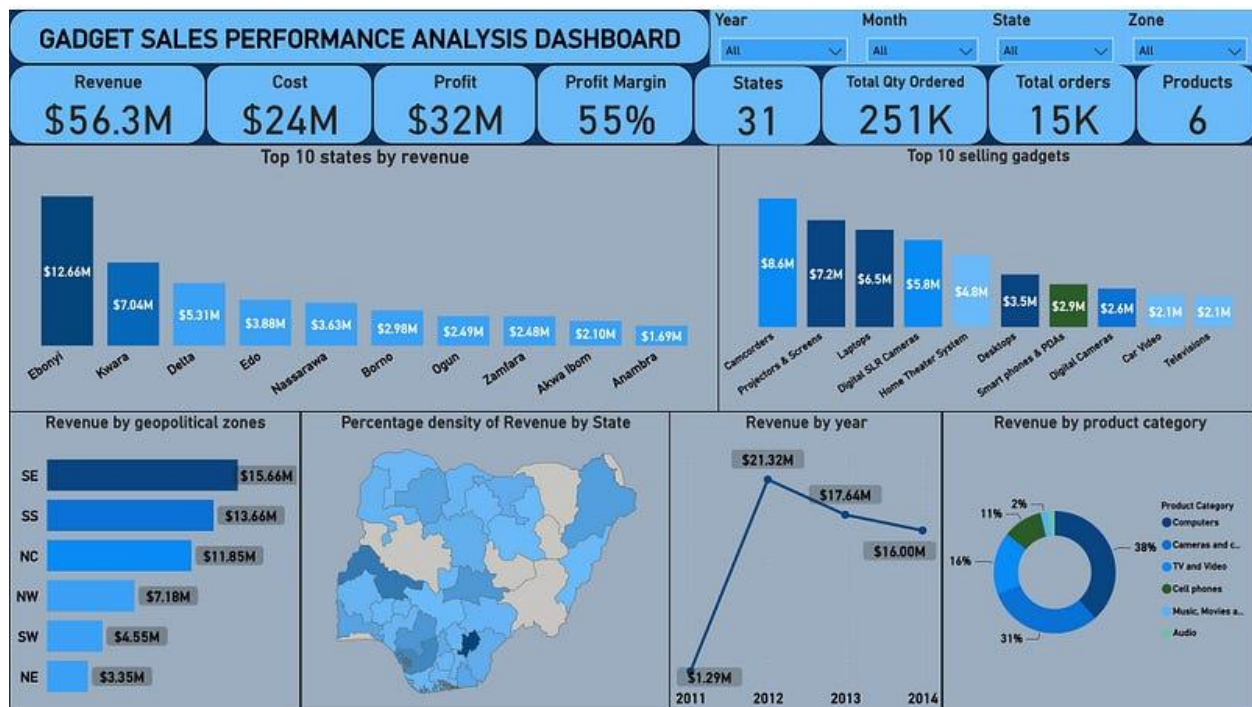 GADGET SALES PERFORMANCE ANALYSIS DASHBOARD
Year
Month
State
Zone
All
All
All
All
Revenue
$56.3M
Cost
$24M
Profit
$32M
Profit Margin
55%
States
31
Total Qty Ordered
251K
Total orders
15K
Products
6
Top 10 states by revenue
$12.66M
$7.04M
$5.31M
$3.88M
$3.63M
$2.98M
$2.49M
$2.48M
$2.10M
$1.69M
Ebonyi
Kwara
Delta
Edo
Nassarawa
Borno
Ogun
Zamfara
Akwa Ibom
Anambra
Top 10 selling gadgets
$8.6M
$7.2M
$6.5M
$5.8M
$4.8M
$3.5M
$2.9M
$2.6M
$2.1M
$2.1M
Camcorders
Projectors & Screens
Laptops
Digital SLR Cameras
Home Theater System
Desktops
Smart phones & PDAs
Digital Cameras
Car Video
Televisions
Revenue by geopolitical zones
SE $15.66M
SS $13.66M
NC $11.85M
NW $7.18M
SW $4.55M
NE $3.35M
Percentage density of Revenue by State
Revenue by year
$21.32M
$17.64M
$16.00M
$1.29M
2011 2012 2013 2014
Revenue by product category
2%
11%
16%
31%
38%
Product Category
Computers
Cameras and c...
TV and Video
Cell phones
Music, Movies a...
Audio